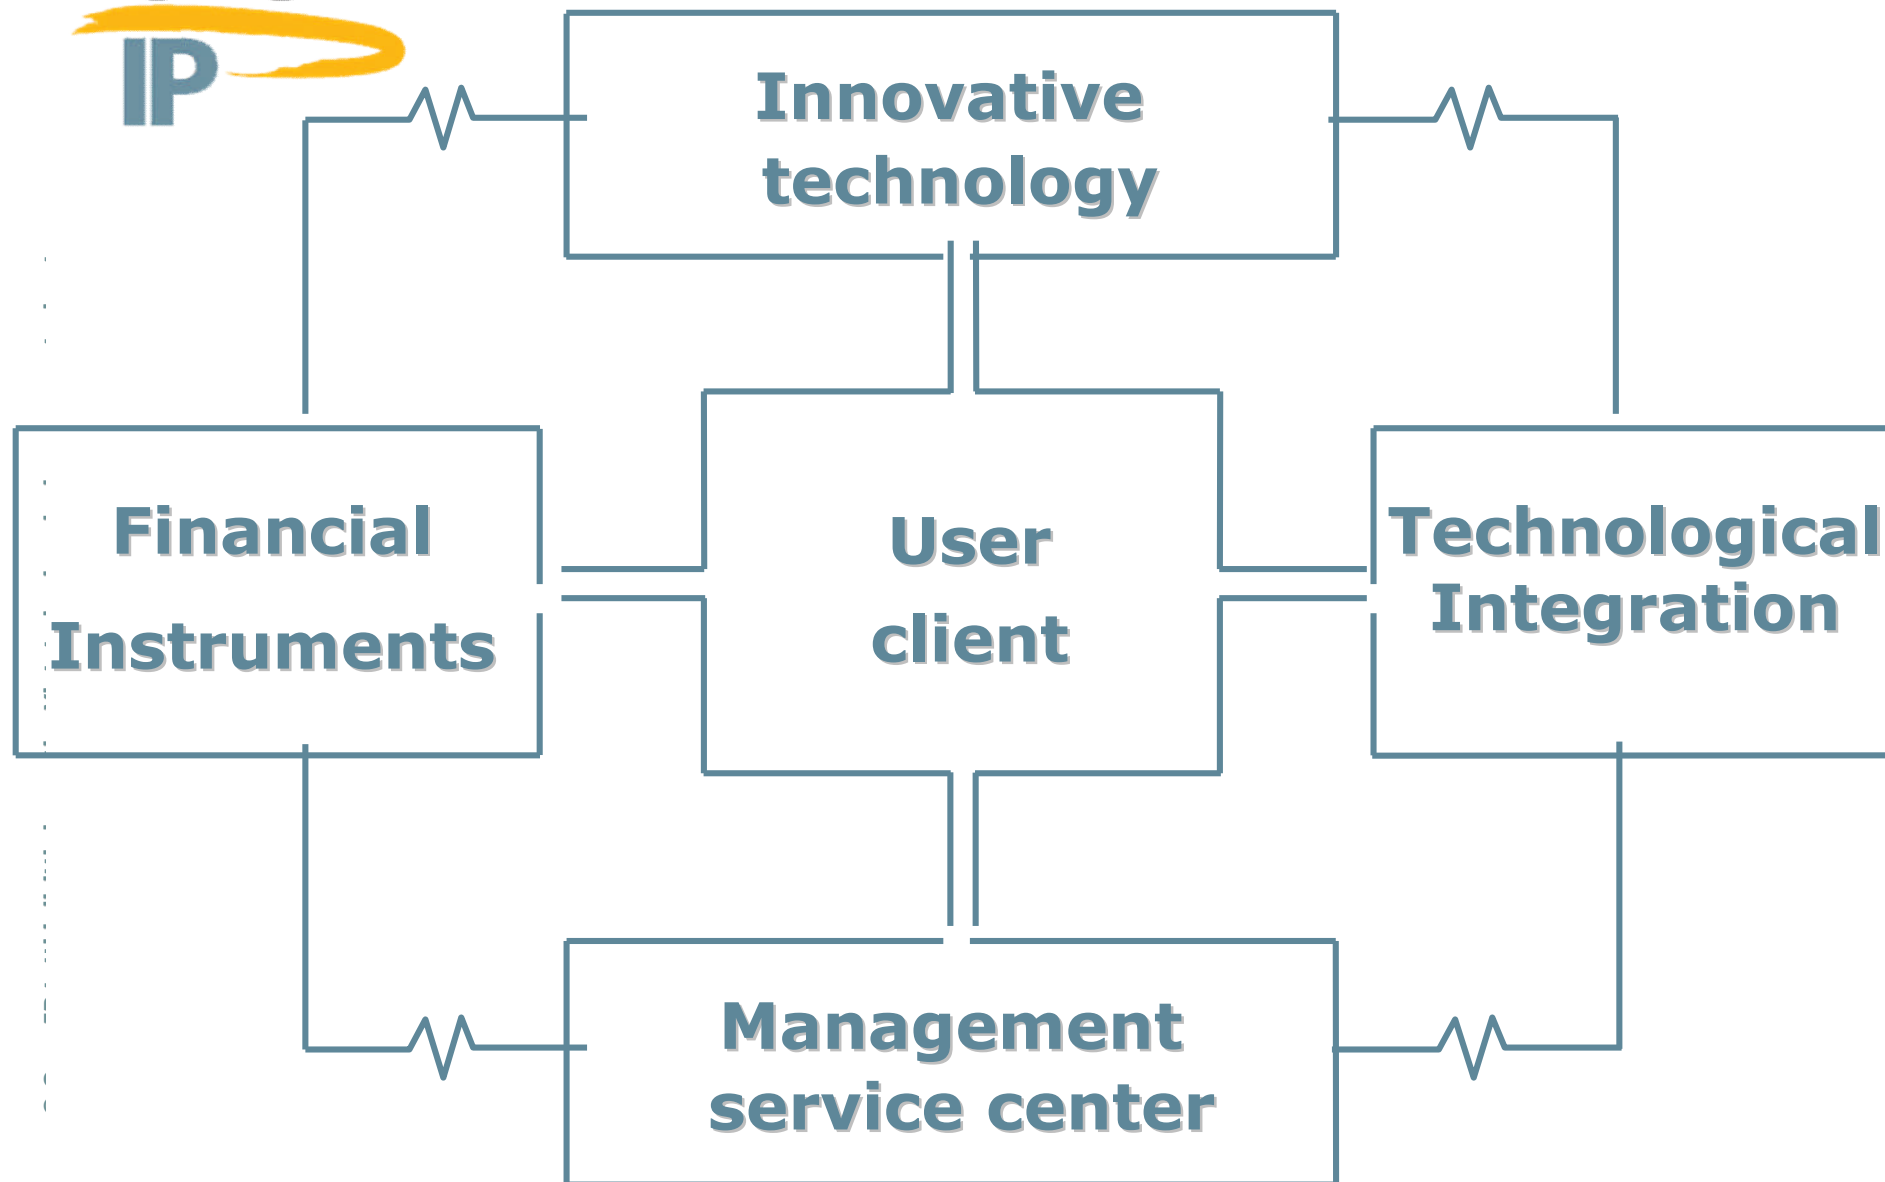 IP
Innovative
technology
Financial
Instruments
User
client
Technological
Integration
Management
service center